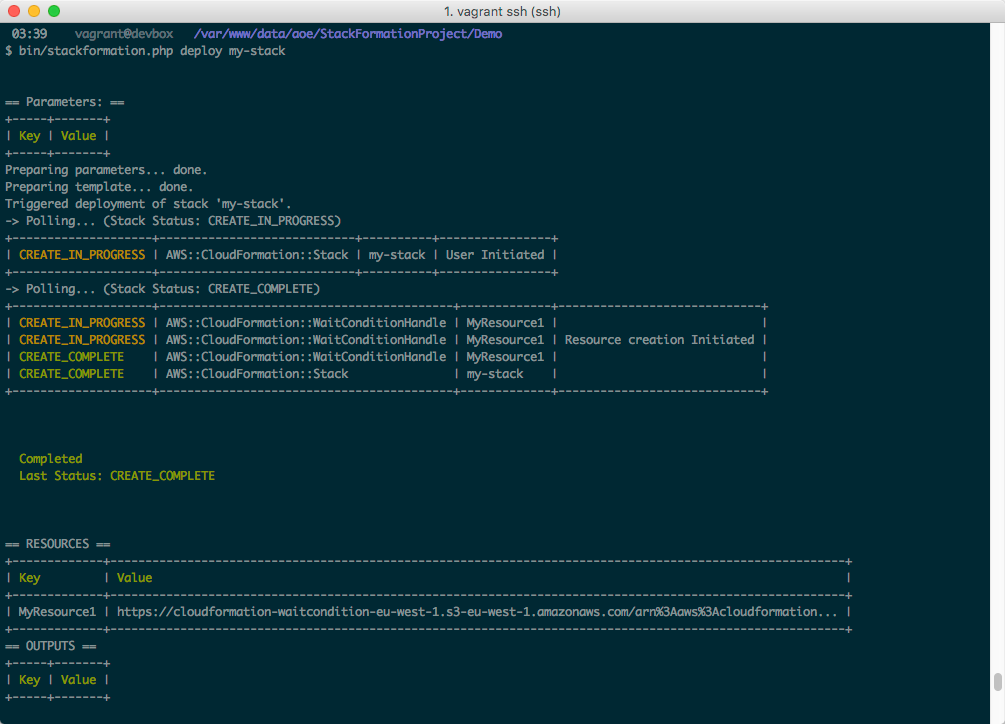 1. vagrant ssh (ssh)
03:39 vagrant@devbox /var/www/data/aoe/StackFormationProject/Demo
$ bin/stackformation.php deploy my-stack
== Parameters: ==
+-----+-------+
| Key | Value |
+-----+-------+
Preparing parameters... done.
Preparing template... done.
Triggered deployment of stack 'my-stack'.
-> Polling... (Stack Status: CREATE_IN_PROGRESS)
+--------------------+----------------------------+----------+----------------+
| CREATE_IN_PROGRESS | AWS::CloudFormation::Stack | my-stack | User Initiated |
+--------------------+----------------------------+----------+----------------+
-> Polling... (Stack Status: CREATE_COMPLETE)
+--------------------+------------------------------------------+-------------+-----------------------------+
| CREATE_IN_PROGRESS | AWS::CloudFormation::WaitConditionHandle | MyResource1 |                             |
| CREATE_IN_PROGRESS | AWS::CloudFormation::WaitConditionHandle | MyResource1 | Resource creation Initiated |
| CREATE_COMPLETE    | AWS::CloudFormation::WaitConditionHandle | MyResource1 |                             |
| CREATE_COMPLETE    | AWS::CloudFormation::Stack               | my-stack    |                             |
+--------------------+------------------------------------------+-------------+-----------------------------+
Completed
Last Status: CREATE_COMPLETE
== RESOURCES ==
+-------------+---------------------------------------------------------------------------------------------------------+
| Key         | Value                                                                                                   |
+-------------+---------------------------------------------------------------------------------------------------------+
| MyResource1 | https://cloudformation-waitcondition-eu-west-1.s3-eu-west-1.amazonaws.com/arn%3Aaws%3Acloudformation... |
+-------------+---------------------------------------------------------------------------------------------------------+
== OUTPUTS ==
+-----+-------+
| Key | Value |
+-----+-------+